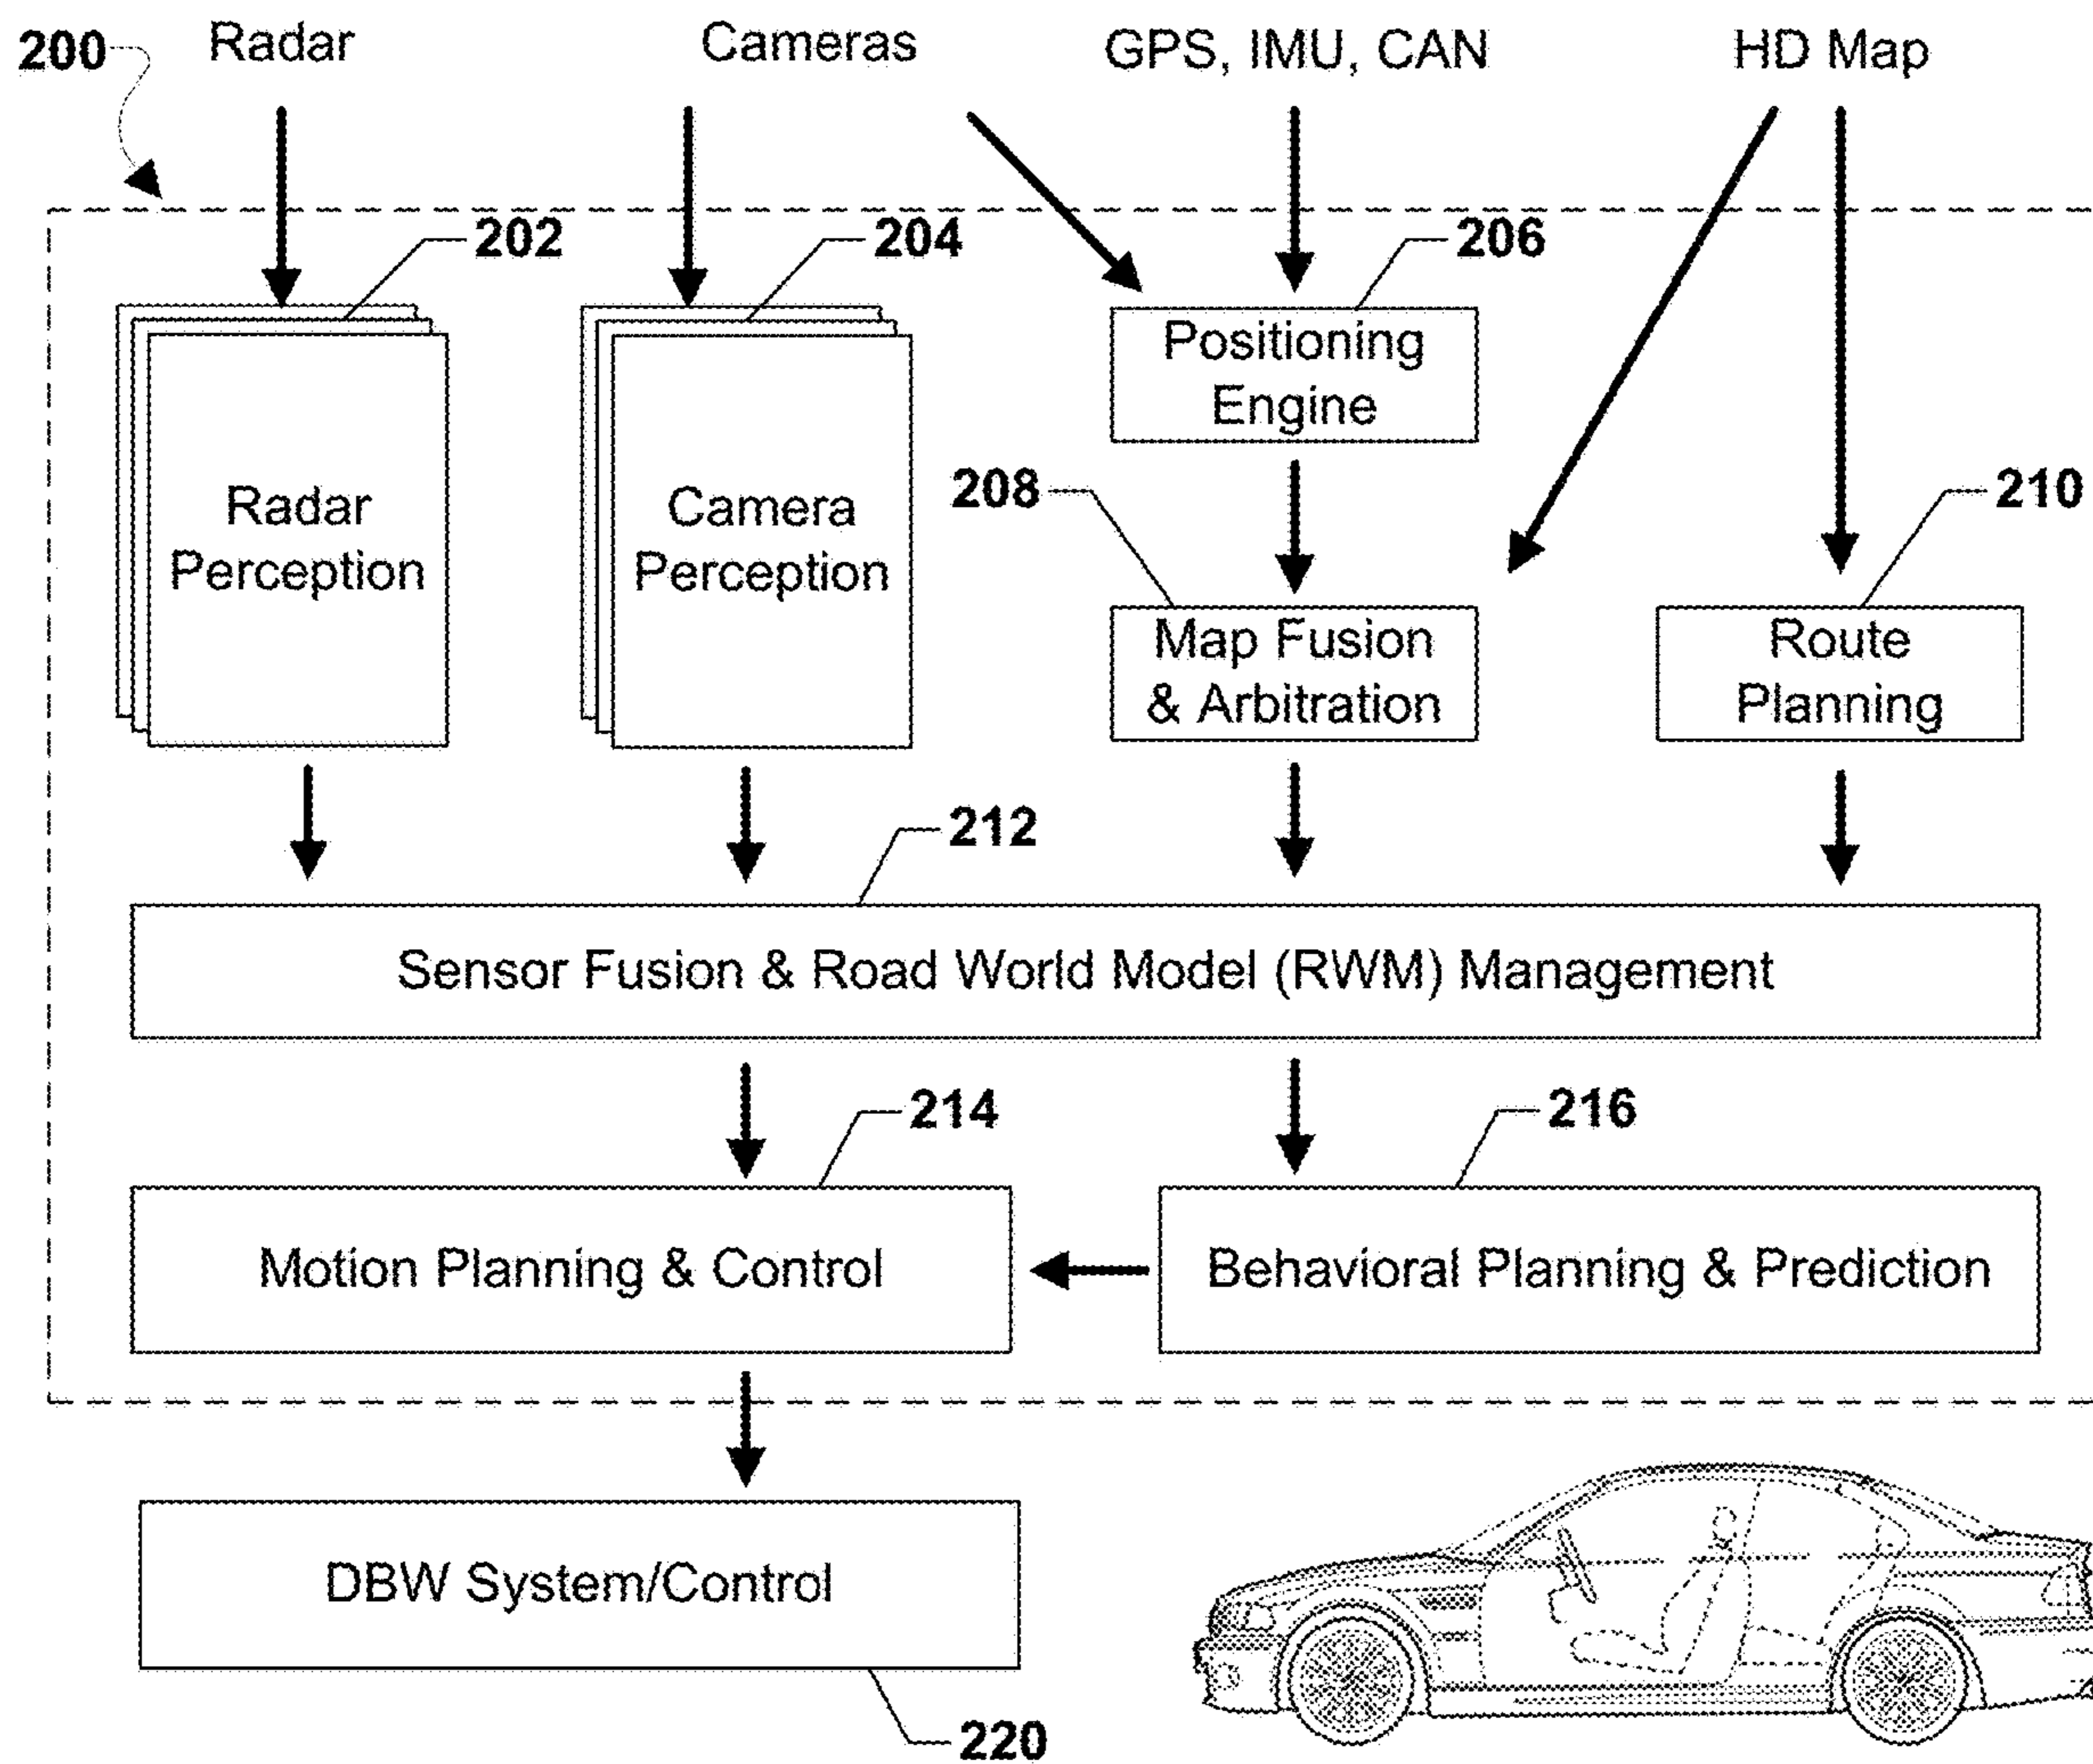 200
Radar
Cameras
GPS, IMU, CAN
HD Map
202
204
206
Radar
Perception
Camera
Perception
Positioning
Engine
208
210
Map Fusion
& Arbitration
Route
Planning
212
Sensor Fusion & Road World Model (RWM) Management
214
216
Motion Planning & Control
Behavioral Planning & Prediction
DBW System/Control
220